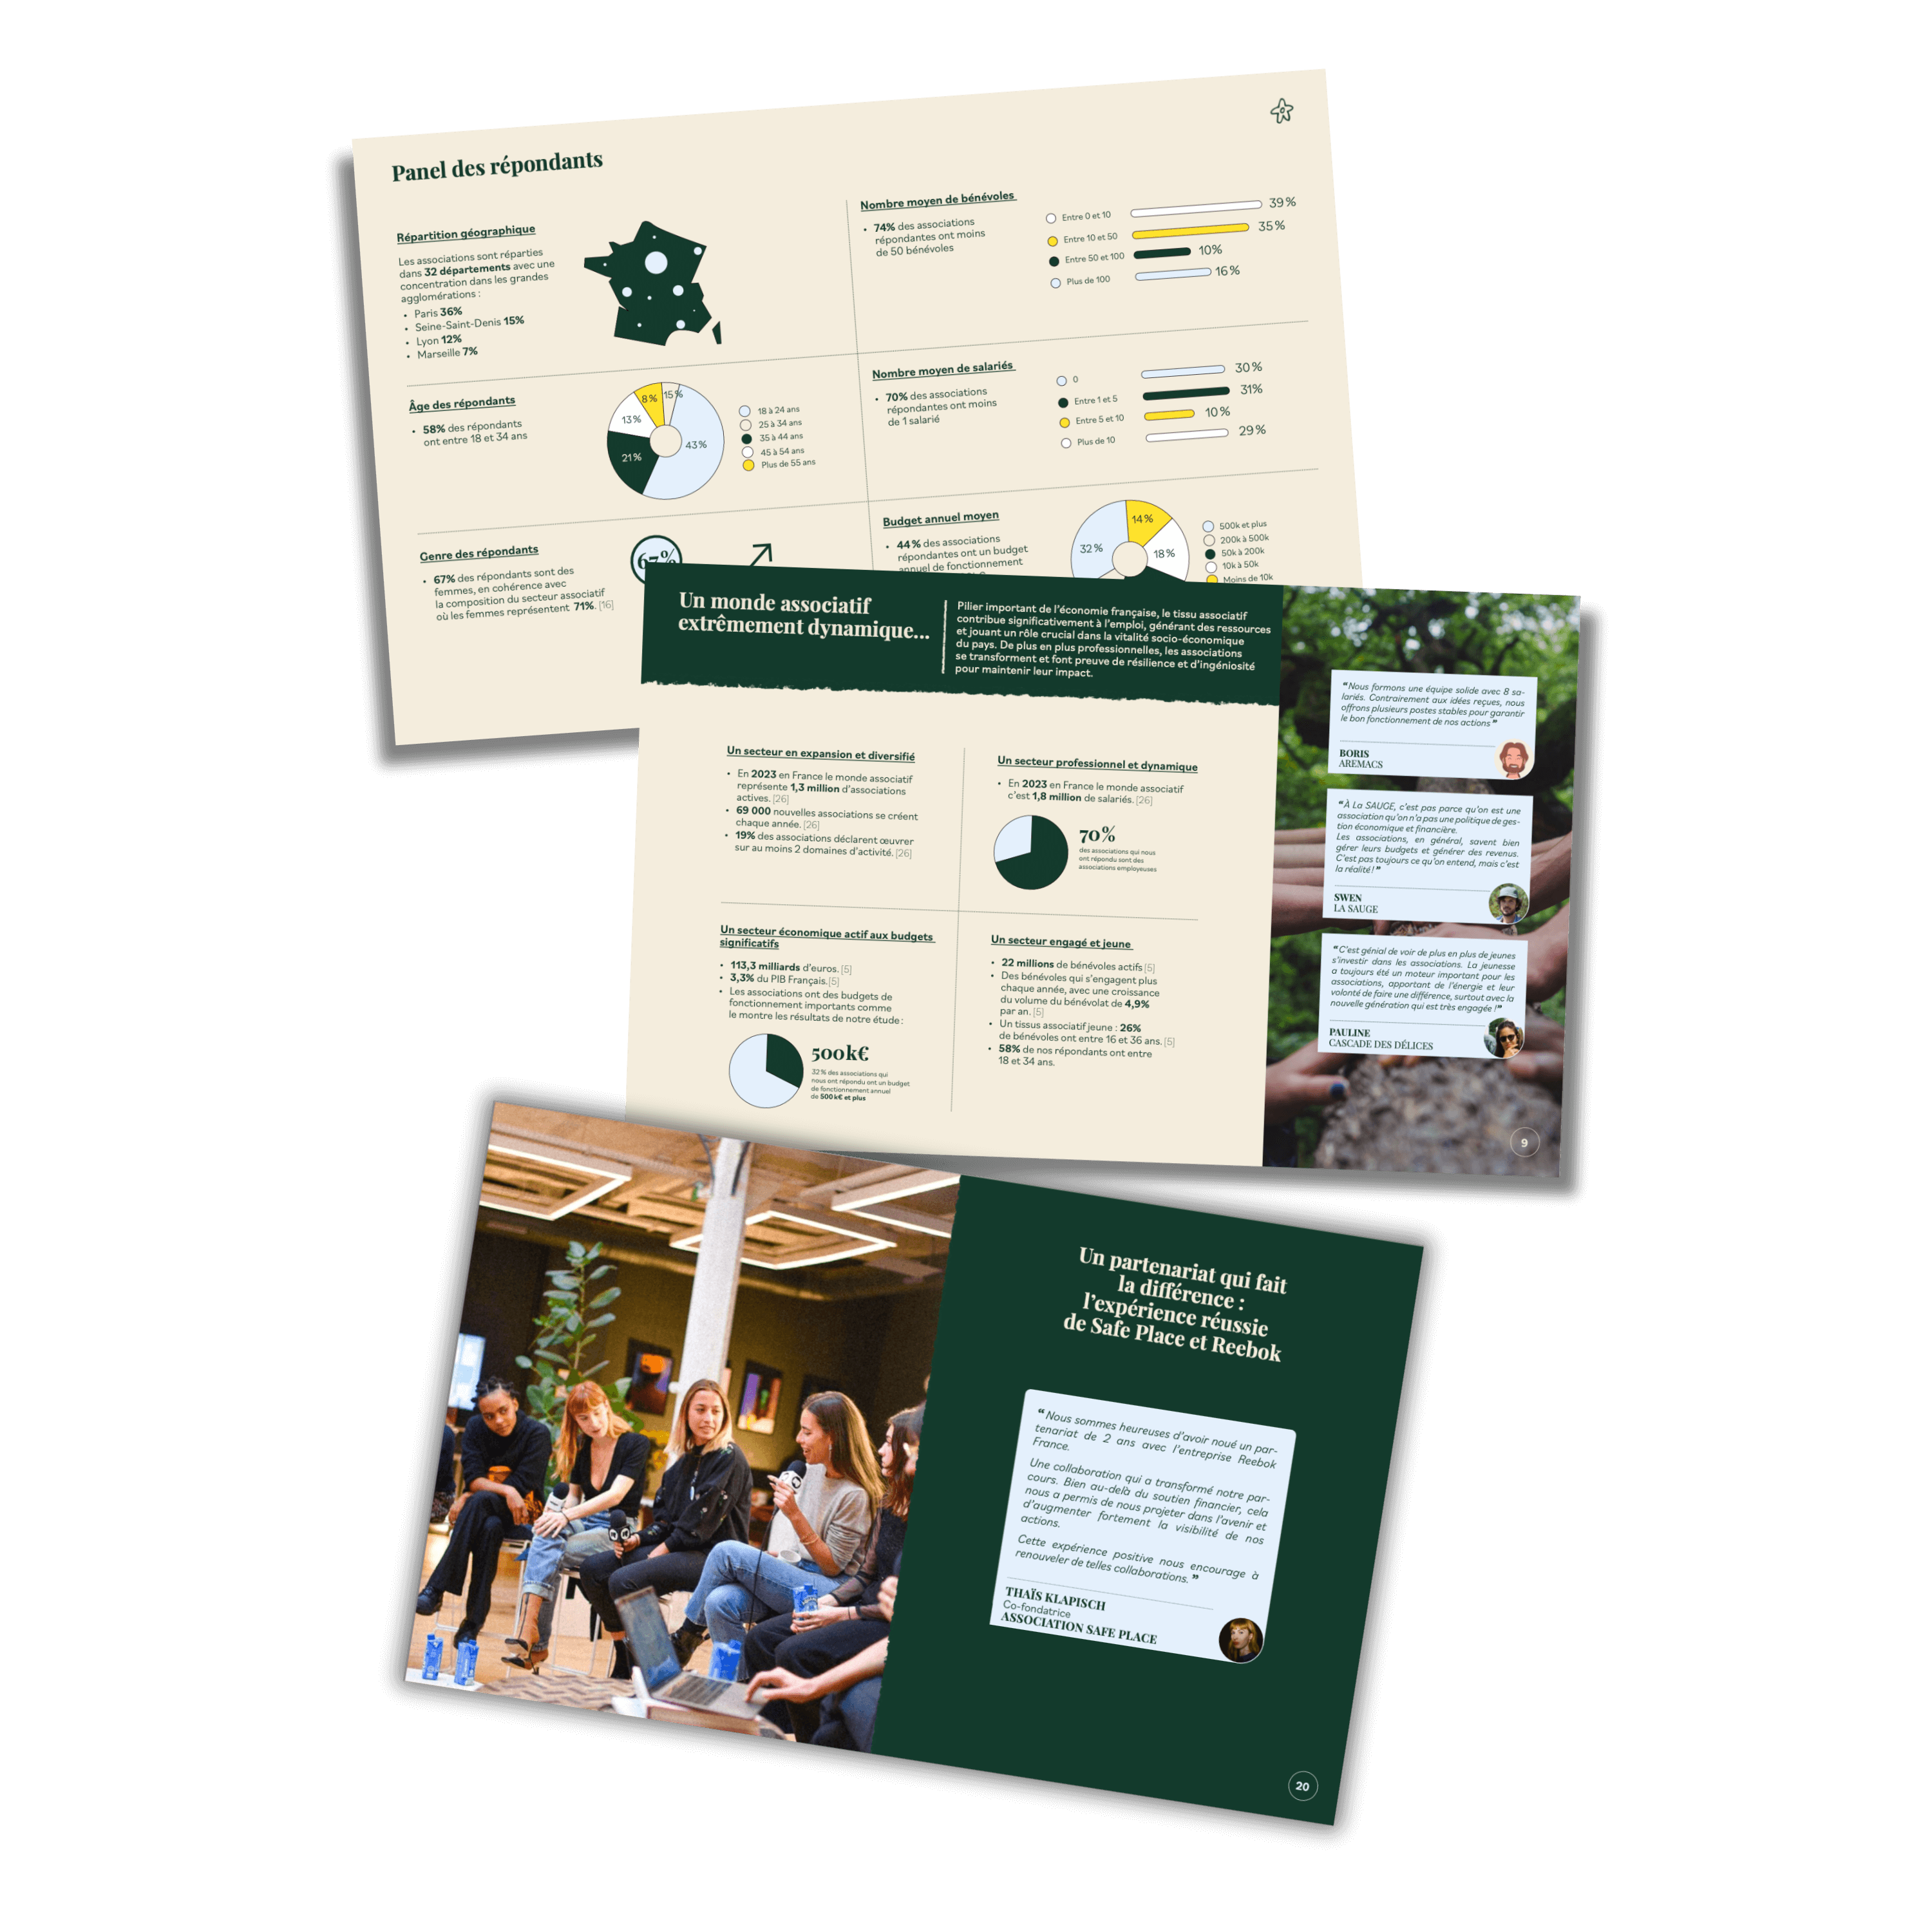 Panel des répondants
Répartition géographique
Les associations sont réparties
dans 32 départements avec une
concentration dans les grandes
agglomérations :
• Paris 36%
• Seine-Saint-Denis 15%
• Lyon 12%
• Marseille 7%
Nombre moyen de bénévoles
• 74% des associations
répondantes ont moins
de 50 bénévoles
Entre 0 et 10 39%
Entre 10 et 50 35%
Entre 50 et 100 10%
Plus de 100 16%
Âge des répondants
• 58% des répondants
ont entre 18 et 34 ans
8% 15%
13%
43%
21%
18 à 24 ans
25 à 34 ans
35 à 44 ans
45 à 54 ans
Plus de 55 ans
Nombre moyen de salariés
• 70% des associations
répondantes ont moins
de 1 salarié
0 30%
Entre 1 et 5 31%
Entre 5 et 10 10%
Plus de 10 29%
Genre des répondants
• 67% des répondants sont des
femmes, en cohérence avec
la composition du secteur associatif
où les femmes représentent 71%. [16]
67%
Budget annuel moyen
• 44% des associations
répondantes ont un budget
annuel de fonctionnement
14%
32%
18%
500k et plus
200k à 500k
50k à 200k
10k à 50k
Moins de 10k
Un monde associatif
extrêmement dynamique...
Pilier important de l'économie française, le tissu associatif
contribue significativement à l'emploi, générant des ressources
et jouant un rôle crucial dans la vitalité socio-économique
du pays. De plus en plus professionnelles, les associations
se transforment et font preuve de résilience et d'ingéniosité
pour maintenir leur impact.
Un secteur en expansion et diversifié
• En 2023 en France le monde associatif
représente 1,3 million d'associations
actives. [26]
• 69 000 nouvelles associations se créent
chaque année. [26]
• 19% des associations déclarent œuvrer
sur au moins 2 domaines d'activité. [26]
Un secteur professionnel et dynamique
• En 2023 en France le monde associatif
c'est 1,8 million de salariés. [26]
70%
des associations qui nous
ont répondu sont des
associations employeuses
Un secteur économique actif aux budgets
significatifs
• 113,3 milliards d'euros. [5]
• 3,3% du PIB Français.[5]
• Les associations ont des budgets de
fonctionnement importants comme
le montre les résultats de notre étude :
500k€
32% des associations qui
nous ont répondu ont un budget
de fonctionnement annuel
de 500k€ et plus
Un secteur engagé et jeune
• 22 millions de bénévoles actifs [5]
• Des bénévoles qui s'engagent plus
chaque année, avec une croissance
du volume du bénévolat de 4,9%
par an. [5]
• Un tissus associatif jeune : 26%
de bénévoles ont entre 16 et 36 ans. [5]
• 58% de nos répondants ont entre
18 et 34 ans.
“Nous formons une équipe solide avec 8 sa-
lariés. Contrairement aux idées reçues, nous
offrons plusieurs postes stables pour garantir
le bon fonctionnement de nos actions”
BORIS
AREMACS
“À La SAUGE, c'est pas parce qu'on est une
association qu'on n'a pas une politique de ges-
tion économique et financière.
Les associations, en général, savent bien
gérer leurs budgets et générer des revenus.
C'est pas toujours ce qu'on entend, mais c'est
la réalité !”
SWEN
LA SAUGE
“C'est génial de voir de plus en plus de jeunes
s'investir dans les associations. La jeunesse
a toujours été un moteur important pour les
associations, apportant de l'énergie et leur
volonté de faire une différence, surtout avec la
nouvelle génération qui est très engagée !”
PAULINE
CASCADE DES DÉLICES
9
Un partenariat qui fait
la différence :
l'expérience réussie
de Safe Place et Reebok
“Nous sommes heureuses d'avoir noué un par-
tenariat de 2 ans avec l'entreprise Reebok
France.
Une collaboration qui a transformé notre par-
cours. Bien au-delà du soutien financier, cela
nous a permis de nous projeter dans l'avenir et
d'augmenter fortement la visibilité de nos
actions.
Cette expérience positive nous encourage à
renouveler de telles collaborations.”
THAÏS KLAPISCH
Co-fondatrice
ASSOCIATION SAFE PLACE
20